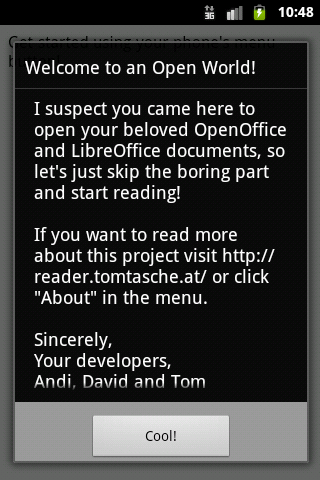 10:48
Get started using your phone's menu
Welcome to an Open World!
I suspect you came here to
open your beloved OpenOffice
and LibreOffice documents, so
let's just skip the boring part
and start reading!
If you want to read more
about this project visit http://
reader.tomtasche.at/ or click
"About" in the menu.
Sincerely,
Your developers,
Andi, David and Tom
Cool!